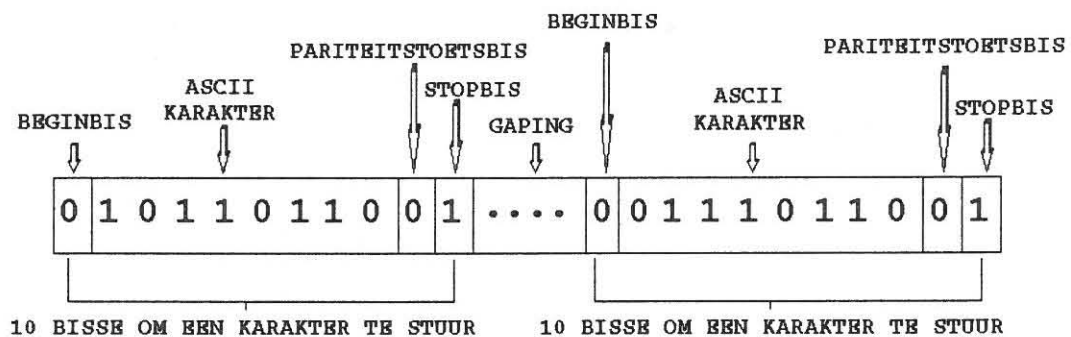 BEGINBIS
PARITEITSTOETSBIS
PARITEITSTOETSBIS
ASCII
KARAKTER
STOPBIS
ASCII
KARAKTER
STOPBIS
BEGINBIS
GAPING
0 1 0 1 1 0 1 1 0 0 1 .... 0 0 1 1 1 0 1 1 0 0 1
10 BISSE OM EEN KARAKTER TE STUUR 10 BISSE OM EEN KARAKTER TE STUUR